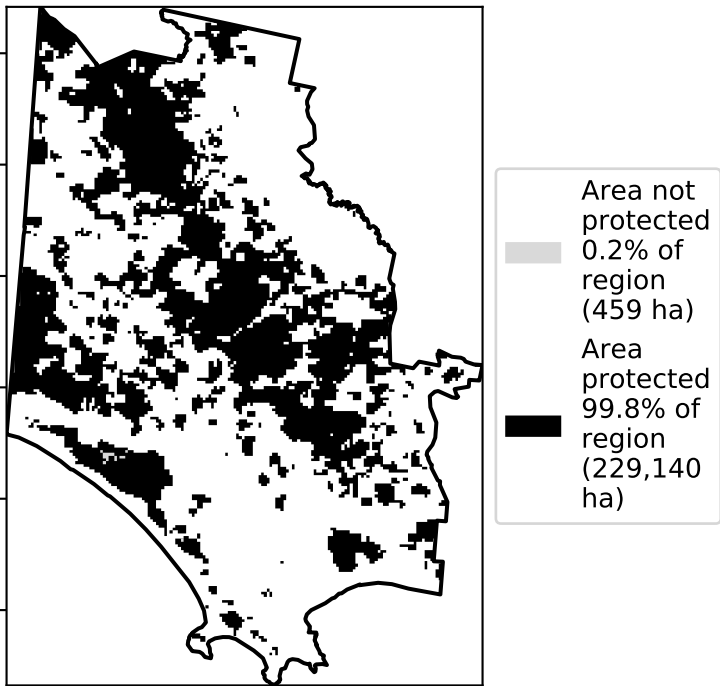 Area not
protected
0.2% of
region
(459 ha)
Area
protected
99.8% of
region
(229,140
ha)